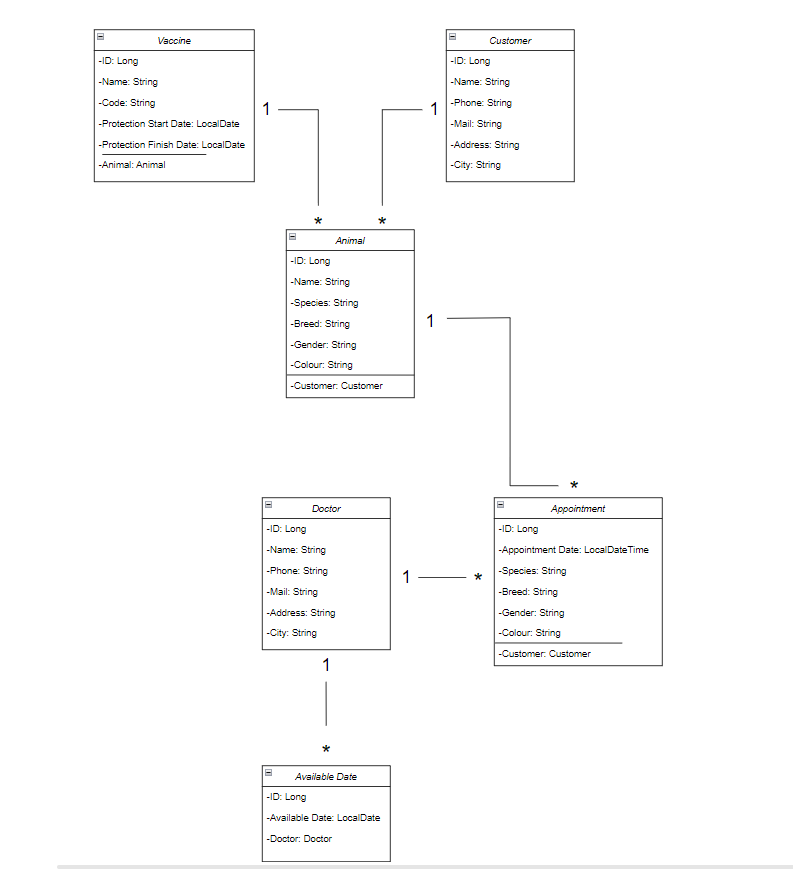 Vaccine
-ID: Long
-Name: String
-Code: String
-Protection Start Date: LocalDate
-Protection Finish Date: LocalDate
-Animal: Animal
Customer
-ID: Long
-Name: String
-Phone: String
-Mail: String
-Address: String
-City: String
1
1
*
*
Animal
-ID: Long
-Name: String
-Species: String
-Breed: String
-Gender: String
-Colour: String
-Customer: Customer
1
*
Doctor
-ID: Long
-Name: String
-Phone: String
-Mail: String
-Address: String
-City: String
1
*
Appointment
-ID: Long
-Appointment Date: LocalDateTime
-Species: String
-Breed: String
-Gender: String
-Colour: String
-Customer: Customer
1
*
Available Date
-ID: Long
-Available Date: LocalDate
-Doctor: Doctor